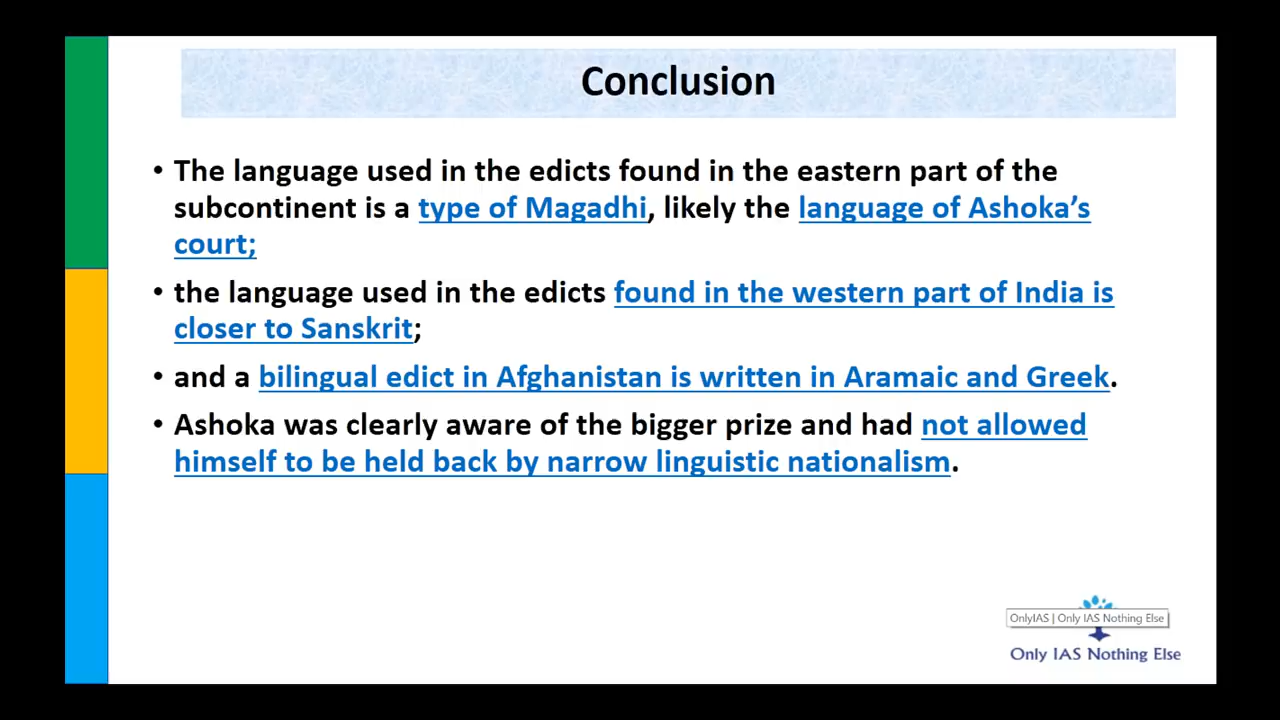 Conclusion
• The language used in the edicts found in the eastern part of the
subcontinent is a type of Magadhi, likely the language of Ashoka’s
court;
• the language used in the edicts found in the western part of India is
closer to Sanskrit;
• and a bilingual edict in Afghanistan is written in Aramaic and Greek.
• Ashoka was clearly aware of the bigger prize and had not allowed
himself to be held back by narrow linguistic nationalism.
OnlyIAS | Only IAS Nothing Else
Only IAS Nothing Else